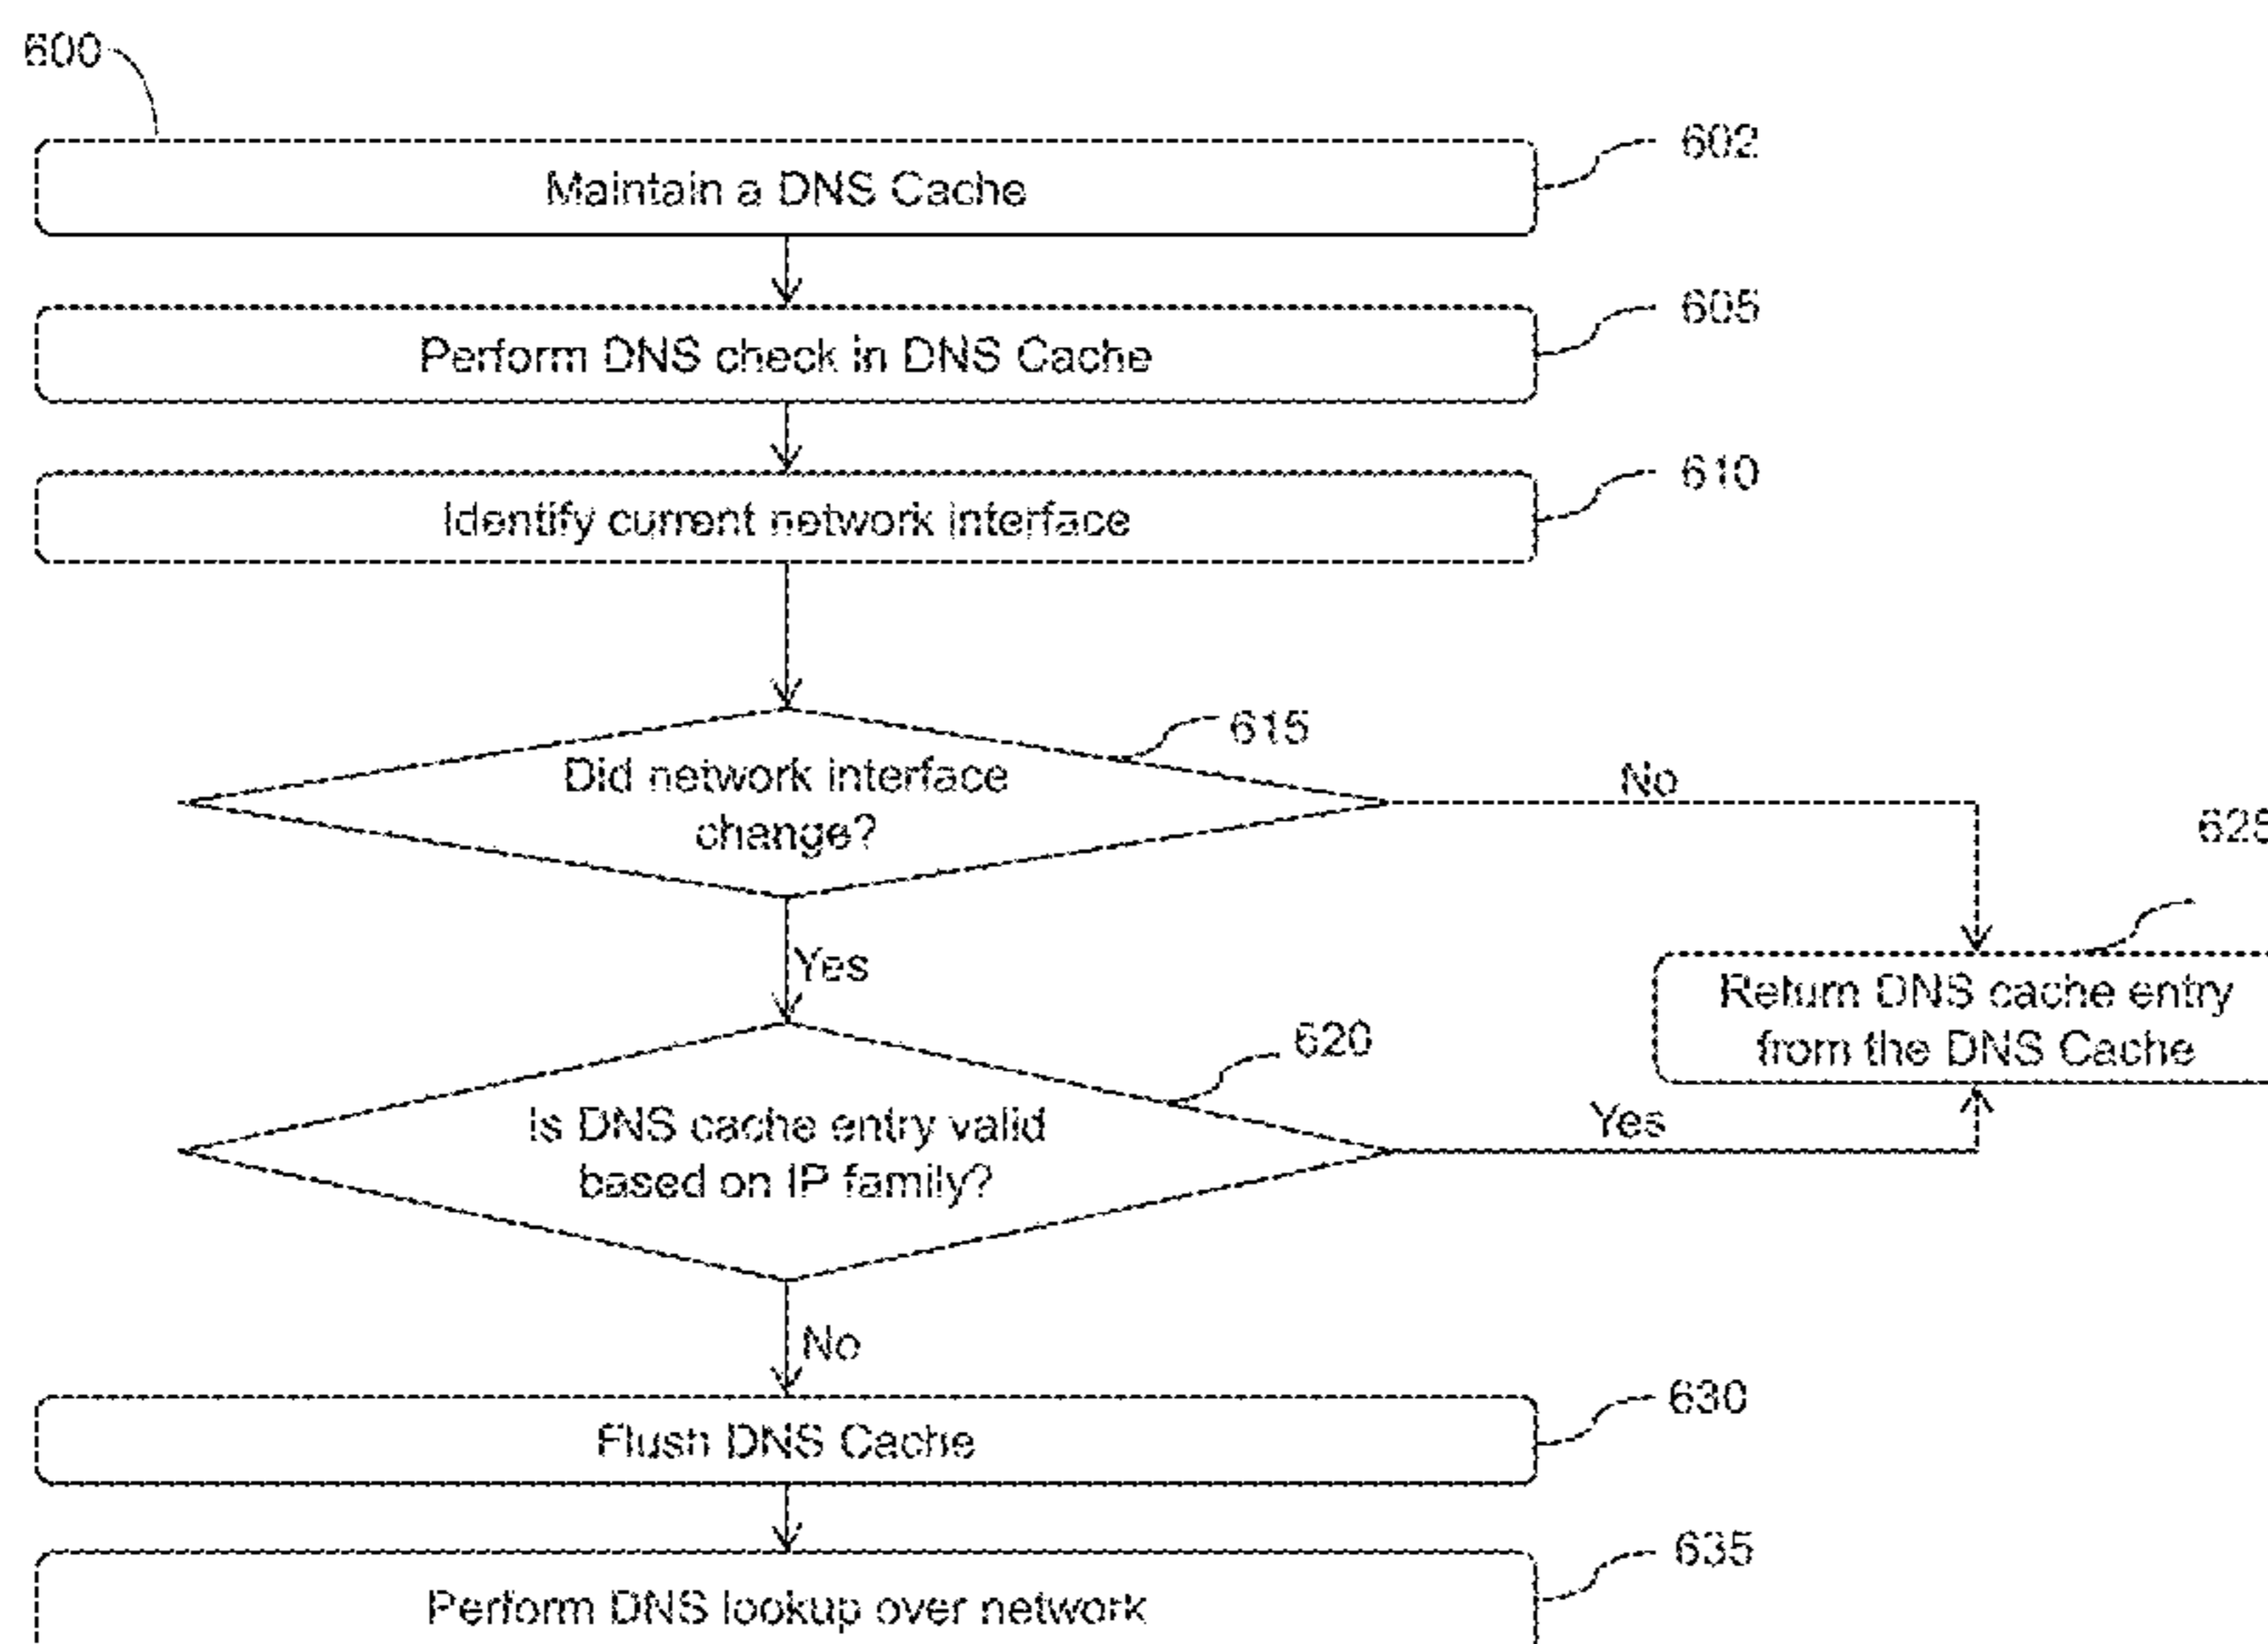 600
Maintain a DNS Cache
602
Perform DNS check in DNS Cache
605
Identify current network interface
610
Did network interface
change?
615
No
Yes
Return DNS cache entry
from the DNS Cache
Is DNS cache entry valid
based on IP family?
620
Yes
No
Flush DNS Cache
630
Perform DNS lookup over network
635